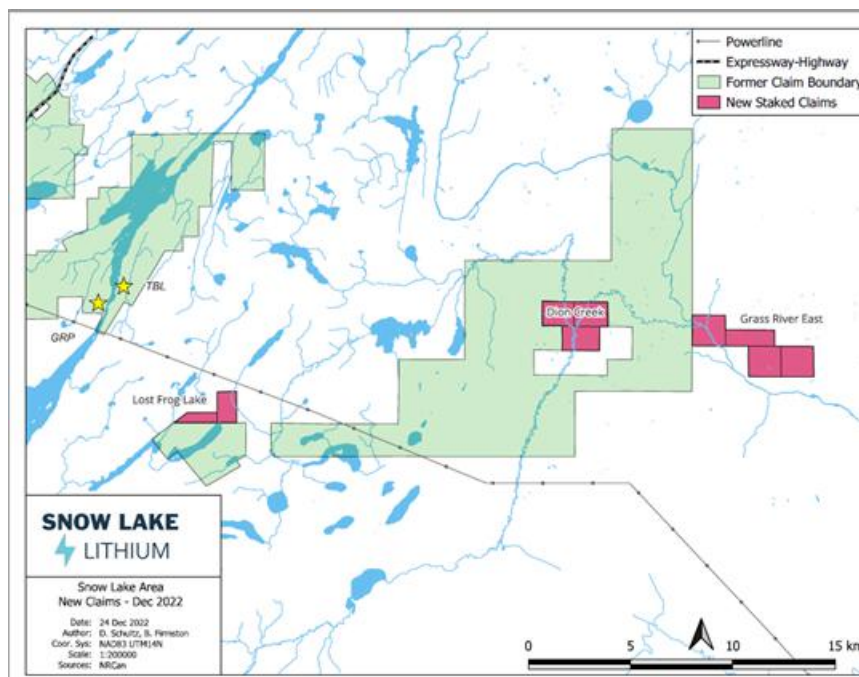 Powerline
Expressway-Highway
Former Claim Boundary
New Staked Claims
TBL
GRP
Dion Creek
Grass River East
Lost Frog Lake
SNOW LAKE
LITHIUM
Snow Lake Area
New Claims - Dec 2022
Date: 24 Dec 2022
Author: D. Schultz, B. Firmston
Coor. Sys: NAD83 UTM14N
Scale: 1:200000
Sources: NRCan
0 5 10 15 km